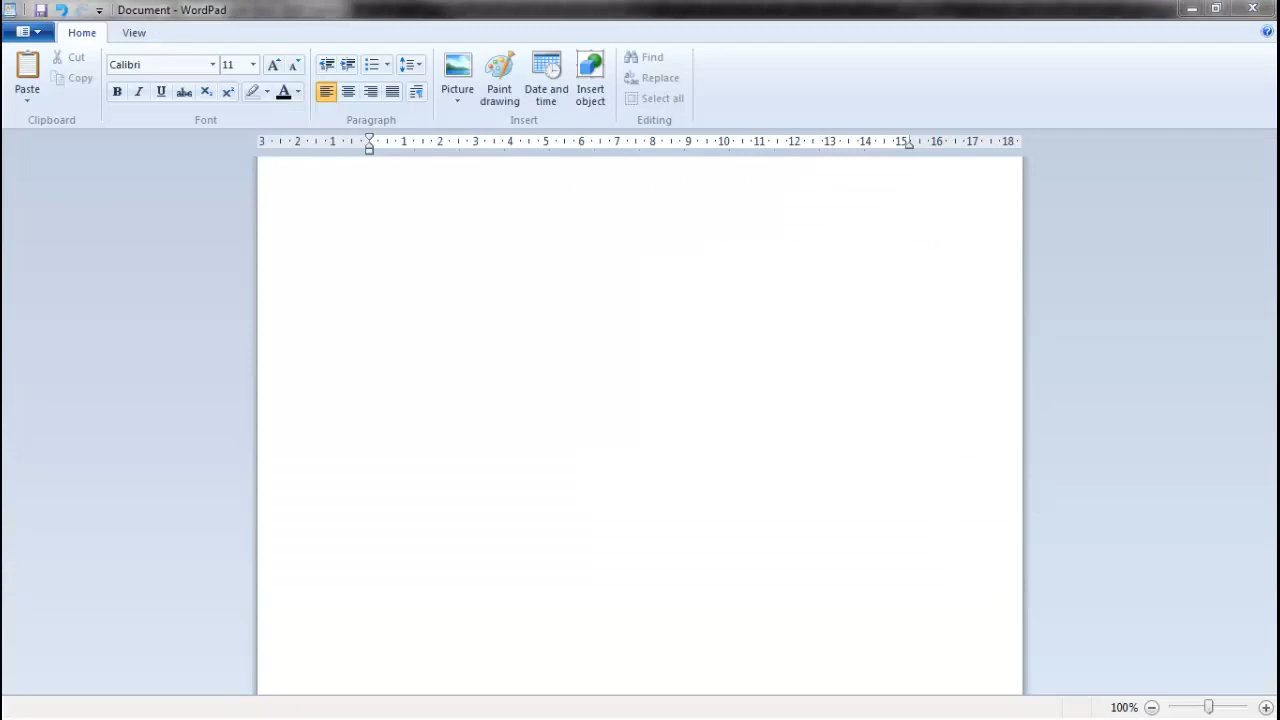 Document - WordPad
Home View
Paste
Cut
Copy
Clipboard
Calibri 11
B I U abc X₂ X² A
Font
Paragraph
Picture
Paint drawing
Date and time
Insert object
Insert
Find
Replace
Select all
Editing
3 2 1 1 2 3 4 5 6 7 8 9 10 11 12 13 14 15 16 17 18
100%